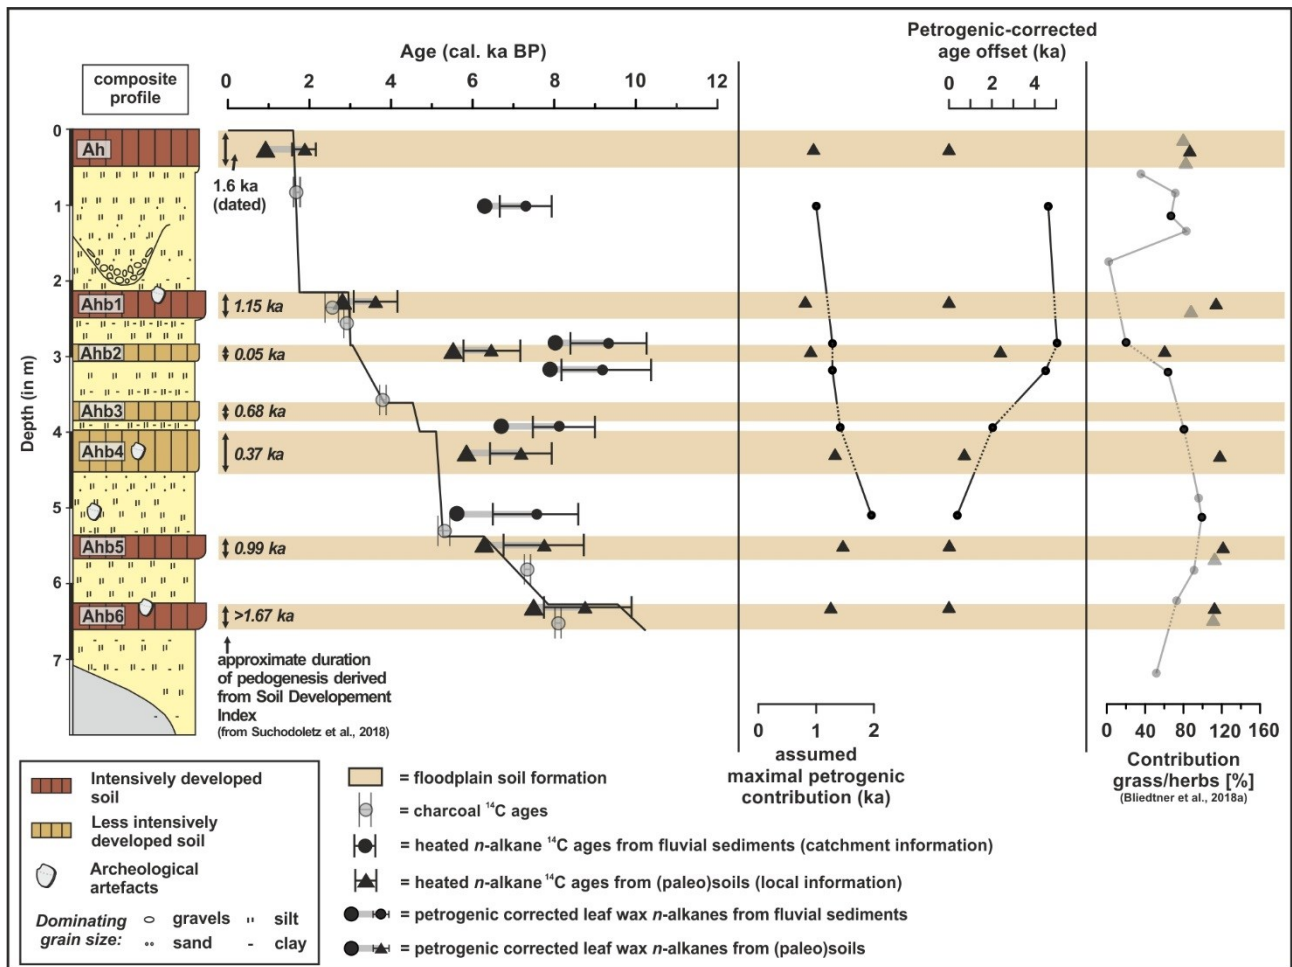 Age (cal. ka BP)
Petrogenic-corrected
age offset (ka)
composite
profile
0 2 4 6 8 10 12
0 2 4
Depth (in m)
0
1
2
3
4
5
6
7
Ah
Ahb1
Ahb2
Ahb3
Ahb4
Ahb5
Ahb6
1.6 ka
(dated)
1.15 ka
0.05 ka
0.68 ka
0.37 ka
0.99 ka
>1.67 ka
approximate duration
of pedogenesis derived
from Soil Developement
Index
(from Suchodoletz et al., 2018)
0 1 2
assumed
maximal petrogenic
contribution (ka)
0 40 80 120 160
Contribution
grass/herbs [%]
(Bliedtner et al., 2018a)
Intensively developed
soil
Less intensively
developed soil
Archeological
artefacts
Dominating
grain size:
gravels
silt
sand
clay
= floodplain soil formation
= charcoal ¹⁴C ages
= heated n-alkane ¹⁴C ages from fluvial sediments (catchment information)
= heated n-alkane ¹⁴C ages from (paleo)soils (local information)
= petrogenic corrected leaf wax n-alkanes from fluvial sediments
= petrogenic corrected leaf wax n-alkanes from (paleo)soils